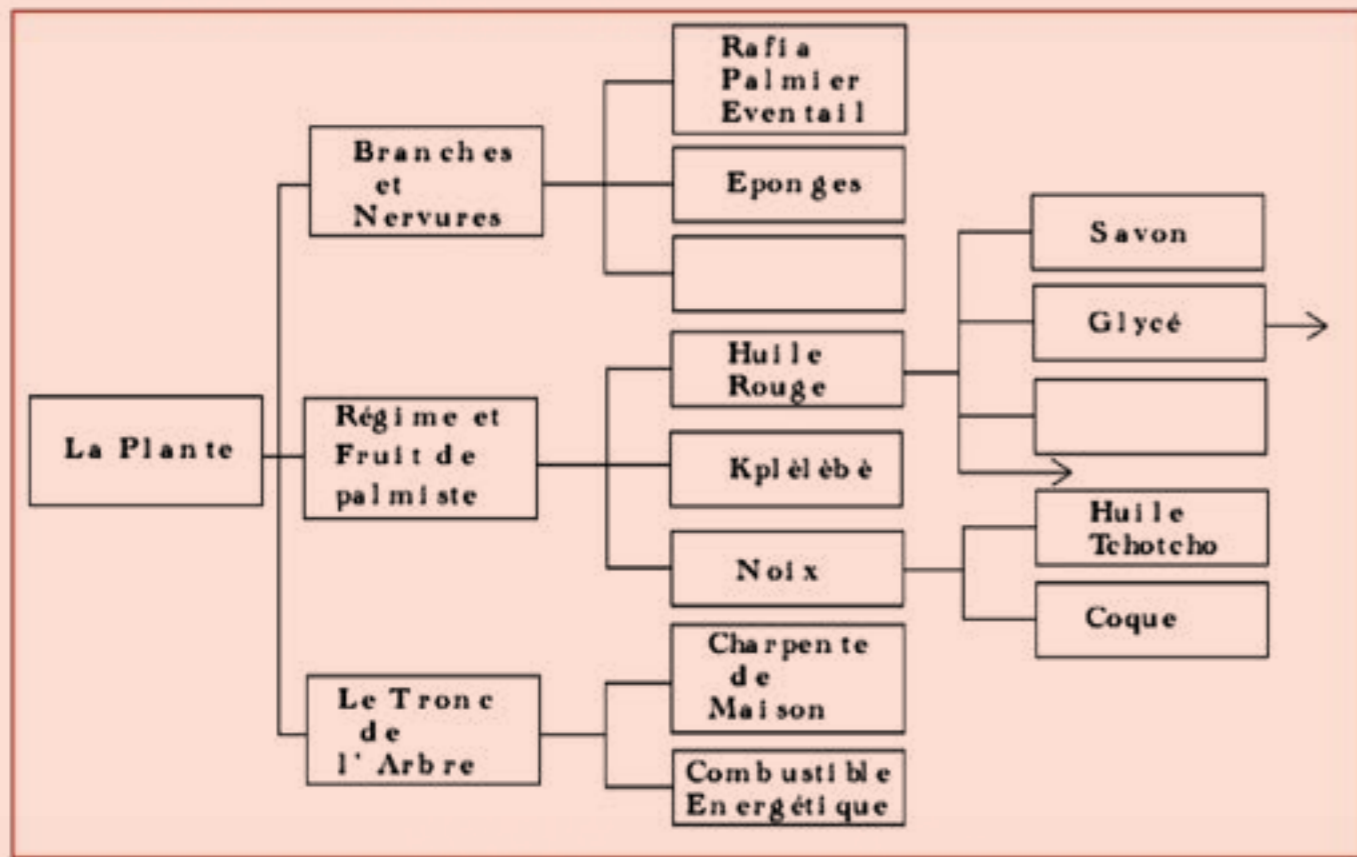 La Plante
Branches
et
Nervures
Régime et
Fruit de
palmiste
Le Tronc
de
l' Arbre
Rafia
Palmier
Eventail
Eponges
Huile
Rouge
Kplèlèbè
Noix
Charpente
de
Maison
Combustible
Energétique
Savon
Glycé
Huile
Tchotcho
Coque